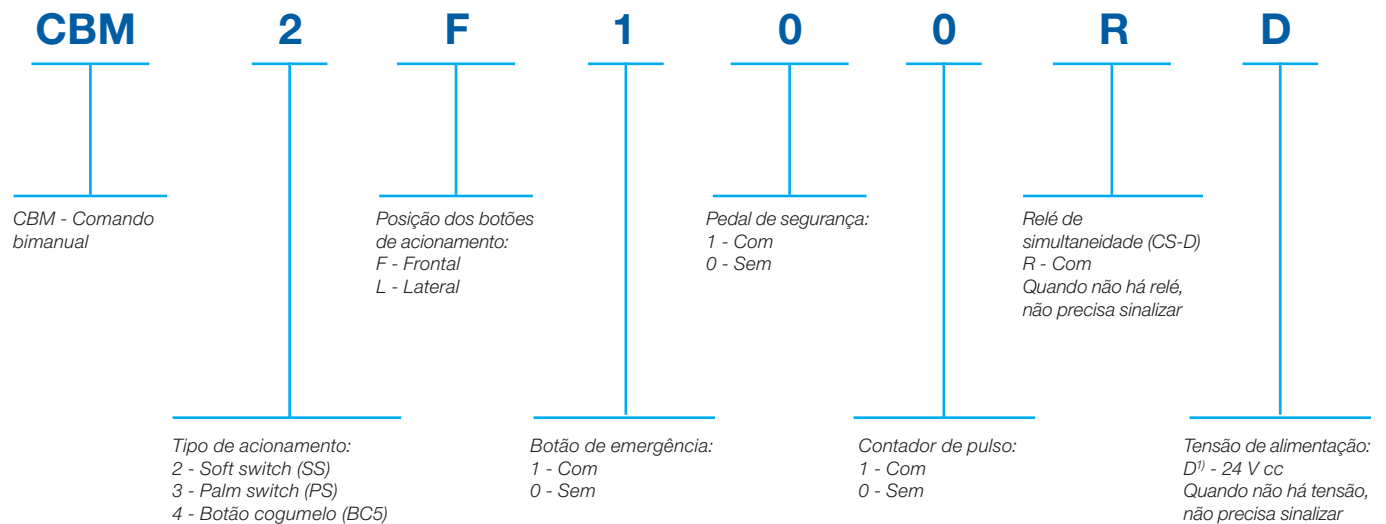 CBM 2 F 1 0 0 R D
CBM - Comando
bimanual
Posição dos botões
de acionamento:
F - Frontal
L - Lateral
Pedal de segurança:
1 - Com
0 - Sem
Relé de
simultaneidade (CS-D)
R - Com
Quando não há relé,
não precisa sinalizar
Tipo de acionamento:
2 - Soft switch (SS)
3 - Palm switch (PS)
4 - Botão cogumelo (BC5)
Botão de emergência:
1 - Com
0 - Sem
Contador de pulso:
1 - Com
0 - Sem
Tensão de alimentação:
D¹⁾ - 24 V cc
Quando não há tensão,
não precisa sinalizar